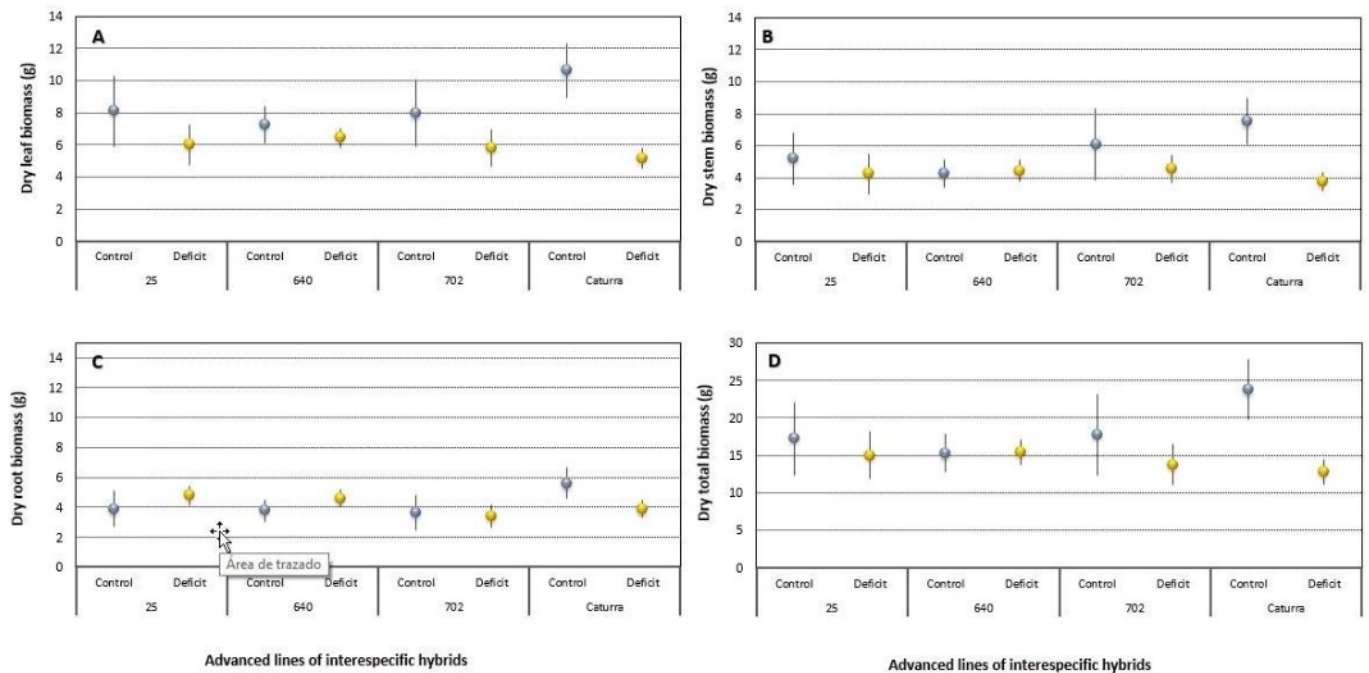 A
Dry leaf biomass (g)
14
12
10
8
6
4
2
0
Control Deficit Control Deficit Control Deficit Control Deficit
25 640 702 Caturra
B
Dry stem biomass (g)
14
12
10
8
6
4
2
0
Control Deficit Control Deficit Control Deficit Control Deficit
25 640 702 Caturra
C
Dry root biomass (g)
14
12
10
8
6
4
2
0
Área de trazado
Control Deficit Control Deficit Control Deficit Control Deficit
25 640 702 Caturra
Advanced lines of interespecific hybrids
D
Dry total biomass (g)
30
25
20
15
10
5
0
Control Deficit Control Deficit Control Deficit Control Deficit
25 640 702 Caturra
Advanced lines of interespecific hybrids